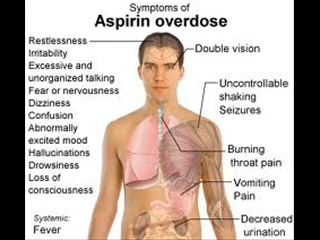 Symptoms of
Aspirin overdose
Restlessness
Irritability
Excessive and
unorganized talking
Fear or nervousness
Dizziness
Confusion
Abnormally
excited mood
Hallucinations
Drowsiness
Loss of
consciousness
Systemic:
Fever
Double vision
Uncontrollable
shaking
Seizures
Burning
throat pain
Vomiting
Pain
Decreased
urination